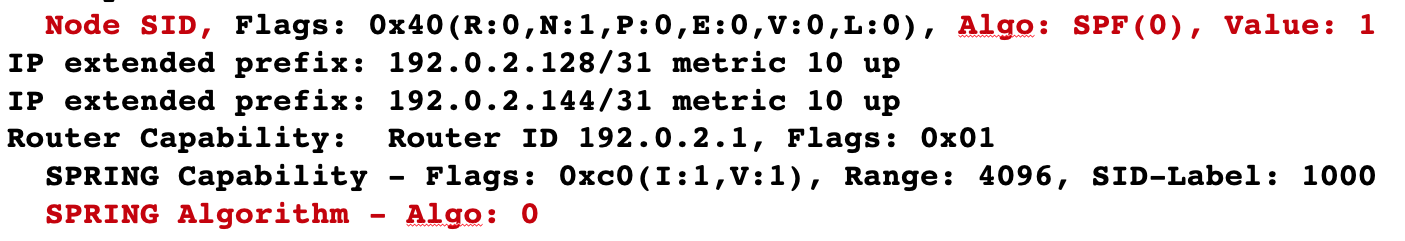 Node SID, Flags: 0x40(R:0,N:1,P:0,E:0,V:0,L:0), Algo: SPF(0), Value: 1
IP extended prefix: 192.0.2.128/31 metric 10 up
IP extended prefix: 192.0.2.144/31 metric 10 up
Router Capability:  Router ID 192.0.2.1, Flags: 0x01
SPRING Capability - Flags: 0xc0(I:1,V:1), Range: 4096, SID-Label: 1000
SPRING Algorithm - Algo: 0